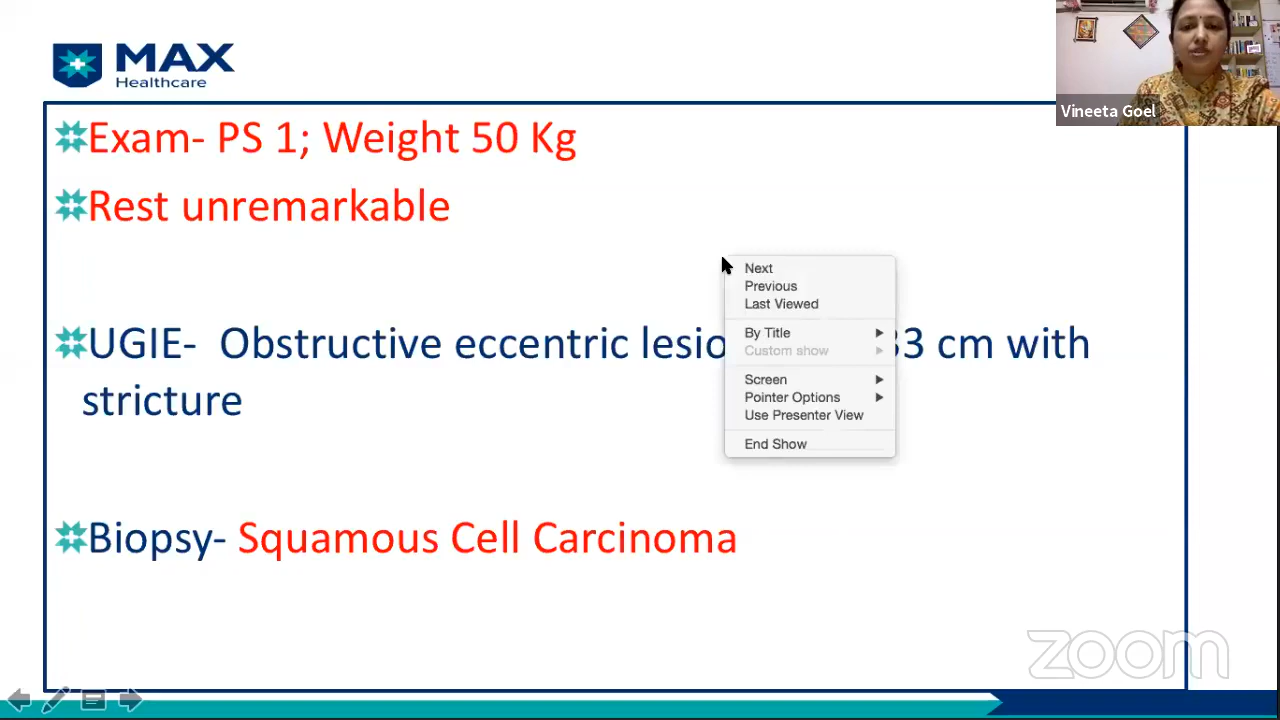 MAX
Healthcare
Vineeta Goel
Exam- PS 1; Weight 50 Kg
Rest unremarkable
UGIE- Obstructive eccentric 33 cm with
stricture
Biopsy- Squamous Cell Carcinoma
Next
Previous
Last Viewed
By Title
Custom show
Screen
Pointer Options
Use Presenter View
End Show
zoom